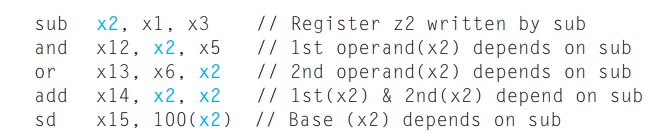 sub x2, x1, x3 // Register z2 written by sub
and x12, x2, x5 // 1st operand(x2) depends on sub
or x13, x6, x2 // 2nd operand(x2) depends on sub
add x14, x2, x2 // 1st(x2) & 2nd(x2) depend on sub
sd x15, 100(x2) // Base (x2) depends on sub